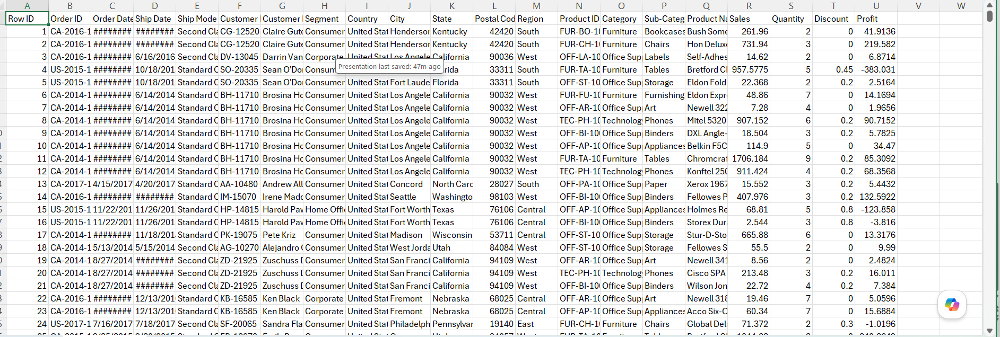 A B C D E F G H I J K L M N O P Q R S T U V W
Row ID Order ID Order Date Ship Date Ship Mode Customer Customer Segment Country City State Postal Cod Region Product ID Category Sub-Categ Product Na Sales Quantity Discount Profit
1 CA-2016-1 ######## ######## Second Cla CG-12520 Claire Gute Consumer United Stat Henderson Kentucky 42420 South FUR-BO-10 Furniture Bookcases Bush Some 261.96 2 0 41.9136
2 CA-2016-1 ######## ######## Second Cla CG-12520 Claire Gute Consumer United Stat Henderson Kentucky 42420 South FUR-CH-1 Furniture Chairs Hon Deluxe 731.94 3 0 219.582
3 CA-2016-1 ######## 6/16/2016 Second Cla DV-13045 Darrin Van Corporate United Stat Los Angele California 90036 West OFF-LA-10 Office Sup Labels Self-Adhes 14.62 2 0 6.8714
Presentation last saved: 47m ago
4 US-2015-1 ######## 10/18/201 Standard C SO-20335 Sean O'Do Consum rida 33311 South FUR-TA-10 Furniture Tables Bretford C 957.5775 5 0.45 -383.031
5 US-2015-1 ######## 10/18/201 Standard C SO-20335 Sean O'Do Consumer United Stat Fort Laude Florida 33311 South OFF-ST-10 Office Sup Storage Eldon Fold 22.368 2 0.2 2.5164
6 CA-2014-1 ######## 6/14/2014 Standard C BH-11710 Brosina Ho Consumer United Stat Los Angele California 90032 West FUR-FU-10 Furniture Furnishing Eldon Expr 48.86 7 0 14.1694
7 CA-2014-1 ######## 6/14/2014 Standard C BH-11710 Brosina Ho Consumer United Stat Los Angele California 90032 West OFF-AR-10 Office Sup Art Newell 322 7.28 4 0 1.9656
8 CA-2014-1 ######## 6/14/2014 Standard C BH-11710 Brosina Ho Consumer United Stat Los Angele California 90032 West TEC-PH-10 Technolog Phones Mitel 5320 907.152 6 0.2 90.7152
9 CA-2014-1 ######## 6/14/2014 Standard C BH-11710 Brosina Ho Consumer United Stat Los Angele California 90032 West OFF-BI-10 Office Sup Binders DXL Angle- 18.504 3 0.2 5.7825
10 CA-2014-1 ######## 6/14/2014 Standard C BH-11710 Brosina Ho Consumer United Stat Los Angele California 90032 West OFF-AP-10 Office Sup Appliances Belkin F5C 114.9 5 0 34.47
11 CA-2014-1 ######## 6/14/2014 Standard C BH-11710 Brosina Ho Consumer United Stat Los Angele California 90032 West FUR-TA-10 Furniture Tables Chromcraf 1706.184 9 0.2 85.3092
12 CA-2014-1 ######## 6/14/2014 Standard C BH-11710 Brosina Ho Consumer United Stat Los Angele California 90032 West TEC-PH-10 Technolog Phones Konftel 250 911.424 4 0.2 68.3568
13 CA-2017-1 4/15/2017 4/20/2017 Standard C AA-10480 Andrew All Consumer United Stat Concord North Caro 28027 South OFF-PA-10 Office Sup Paper Xerox 1967 15.552 3 0.2 5.4432
14 CA-2016-1 ######## ######## Standard C IM-15070 Irene Madd Consumer United Stat Seattle Washingto 98103 West OFF-BI-10 Office Sup Binders Fellowes P 407.976 3 0.2 132.5922
15 US-2015-1 11/22/201 11/26/201 Standard C HP-14815 Harold Paw Home Offi United Stat Fort Worth Texas 76106 Central OFF-AP-10 Office Sup Appliances Holmes Re 68.81 5 0.8 -123.858
16 US-2015-1 11/22/201 11/26/201 Standard C HP-14815 Harold Paw Home Offi United Stat Fort Worth Texas 76106 Central OFF-BI-10 Office Sup Binders Storex Dura 2.544 3 0.8 -3.816
17 CA-2014-1 ######## 11/18/201 Standard C PK-19075 Pete Kriz Consumer United Stat Madison Wisconsin 53711 Central OFF-ST-10 Office Sup Storage Stur-D-Sto 665.88 6 0 13.3176
18 CA-2014-1 5/13/2014 5/15/2014 Second Cla AG-10270 Alejandro Consumer United Stat West Jorda Utah 84084 West OFF-ST-10 Office Sup Storage Fellowes S 55.5 2 0 9.99
19 CA-2014-1 8/27/2014 ######## Second Cla ZD-21925 Zuschuss D Consumer United Stat San Franci California 94109 West OFF-AR-10 Office Sup Art Newell 341 8.56 2 0 2.4824
20 CA-2014-1 8/27/2014 ######## Second Cla ZD-21925 Zuschuss D Consumer United Stat San Franci California 94109 West TEC-PH-10 Technolog Phones Cisco SPA 213.48 3 0.2 16.011
21 CA-2014-1 8/27/2014 ######## Second Cla ZD-21925 Zuschuss D Consumer United Stat San Franci California 94109 West OFF-BI-10 Office Sup Binders Wilson Jon 22.72 4 0.2 7.384
22 CA-2016-1 ######## 12/13/201 Standard C KB-16585 Ken Black Corporate United Stat Fremont Nebraska 68025 Central OFF-AR-10 Office Sup Art Newell 318 19.46 7 0 5.0596
23 CA-2016-1 ######## 12/13/201 Standard C KB-16585 Ken Black Corporate United Stat Fremont Nebraska 68025 Central OFF-AP-10 Office Sup Appliances Acco Six-O 60.34 7 0 15.6884
24 US-2017-1 7/16/2017 7/18/2017 Second Cla SF-20065 Sandra Fla Consumer United Stat Philadelph Pennsylvan 19140 East FUR-CH-1 Furniture Chairs Global Delu 71.372 2 0.3 -1.0196